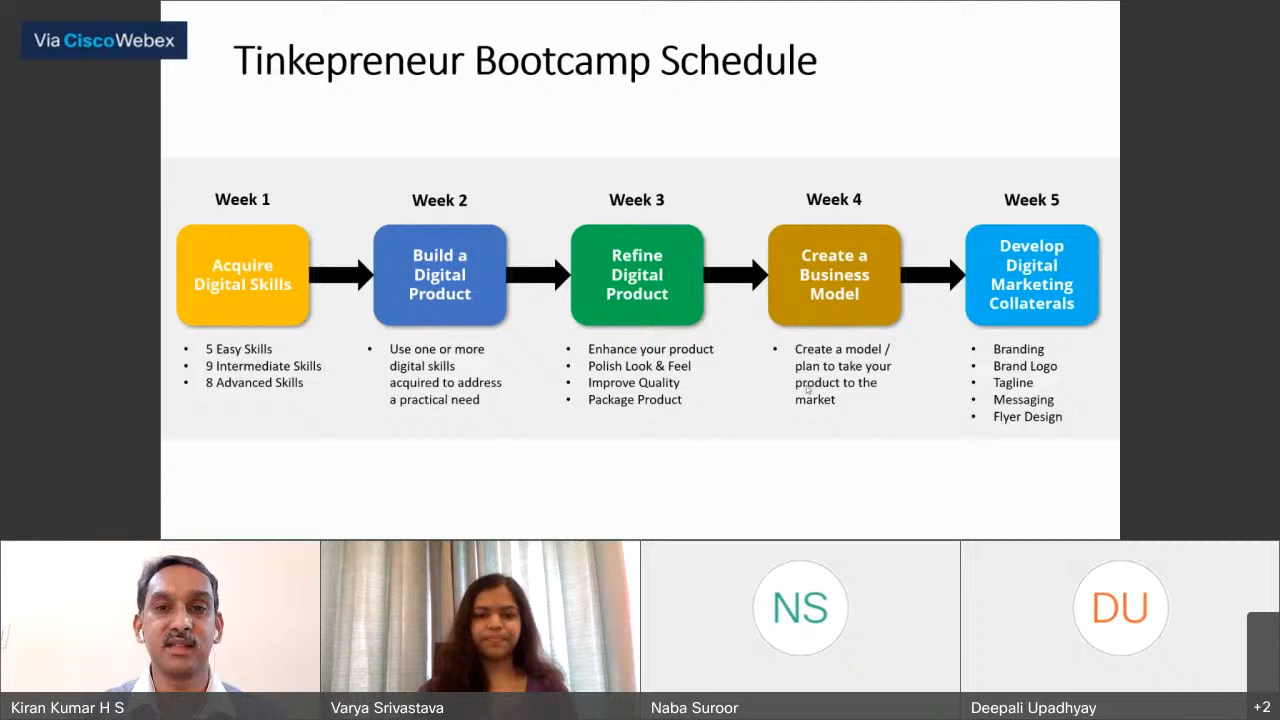 Via CiscoWebex
Tinkepreneur Bootcamp Schedule
Week 1
Acquire
Digital Skills
• 5 Easy Skills
• 9 Intermediate Skills
• 8 Advanced Skills
Week 2
Build a
Digital
Product
• Use one or more
digital skills
acquired to address
a practical need
Week 3
Refine
Digital
Product
• Enhance your product
• Polish Look & Feel
• Improve Quality
• Package Product
Week 4
Create a
Business
Model
• Create a model /
plan to take your
product to the
market
Week 5
Develop
Digital
Marketing
Collaterals
• Branding
• Brand Logo
• Tagline
• Messaging
• Flyer Design
Kiran Kumar H S
Varya Srivastava
NS
Naba Suroor
DU
Deepali Upadhyay
+2